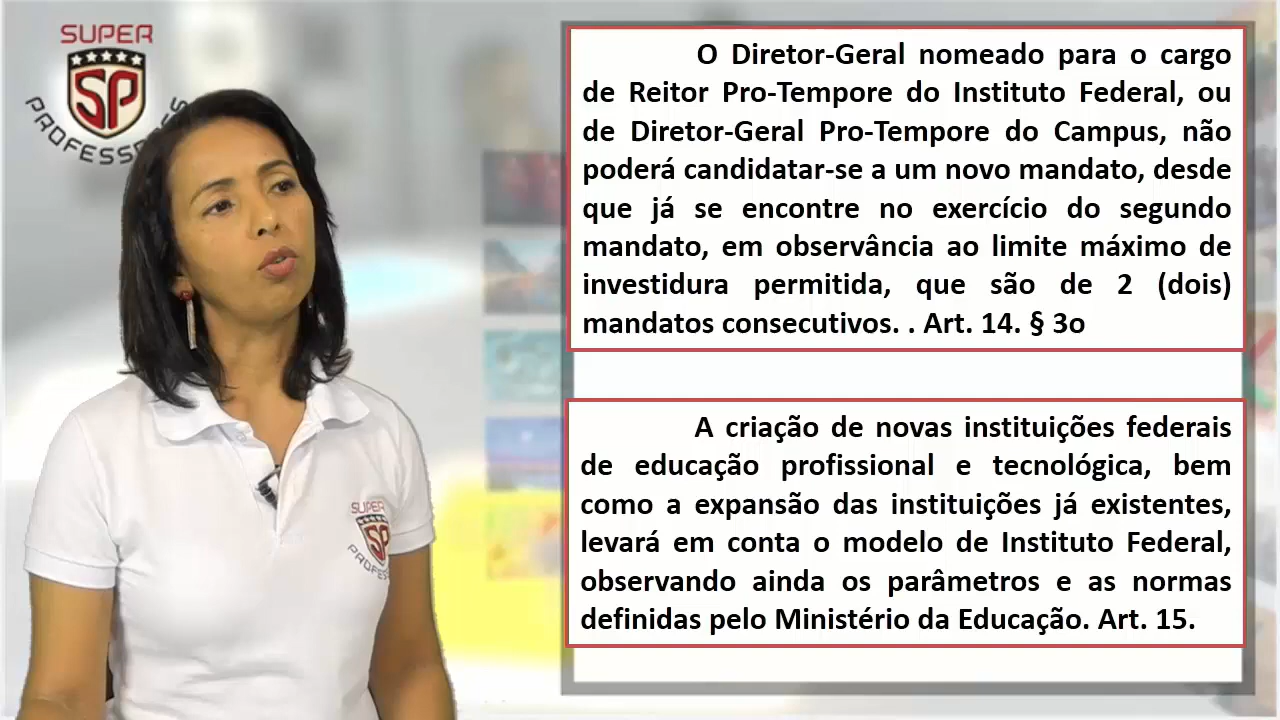 SUPER
SP
PROFESSORES
O Diretor-Geral nomeado para o cargo
de Reitor Pro-Tempore do Instituto Federal, ou
de Diretor-Geral Pro-Tempore do Campus, não
poderá candidatar-se a um novo mandato, desde
que já se encontre no exercício do segundo
mandato, em observância ao limite máximo de
investidura permitida, que são de 2 (dois)
mandatos consecutivos. . Art. 14. § 3o
A criação de novas instituições federais
de educação profissional e tecnológica, bem
como a expansão das instituições já existentes,
levará em conta o modelo de Instituto Federal,
observando ainda os parâmetros e as normas
definidas pelo Ministério da Educação. Art. 15.
SUPER
SP